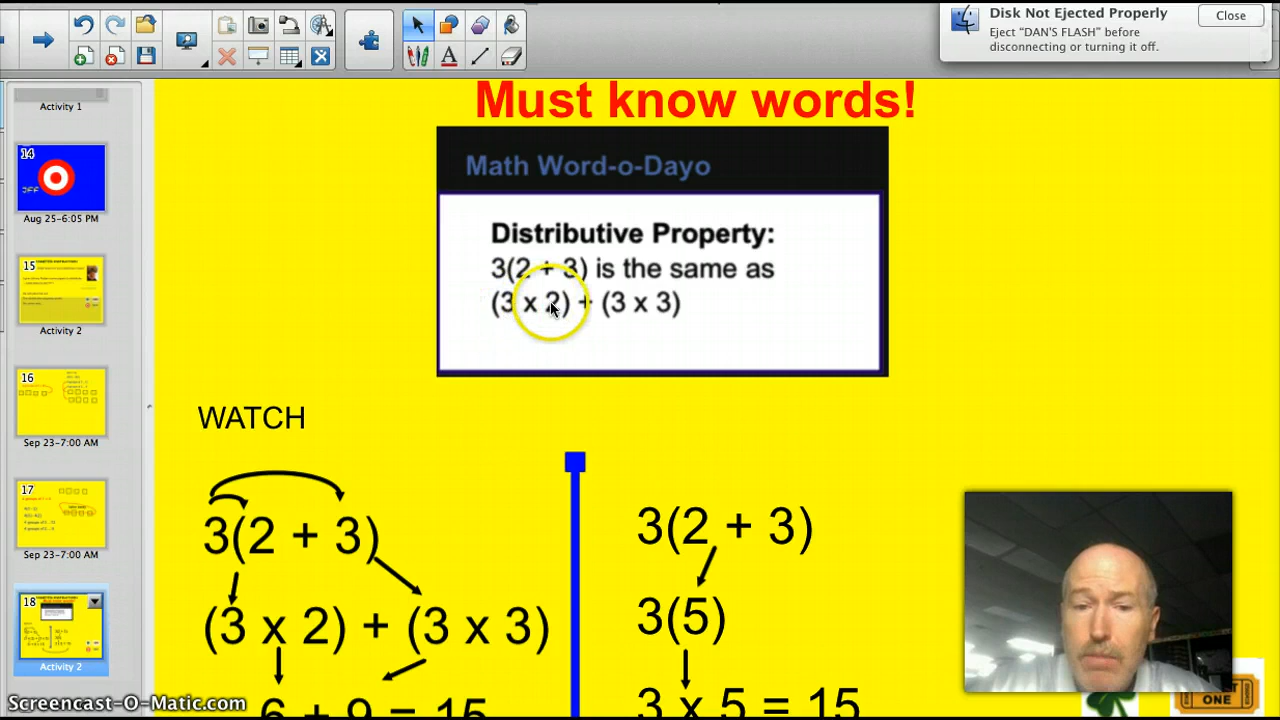 Disk Not Ejected Properly
Close
Eject "DAN'S FLASH" before
disconnecting or turning it off.
Activity 1
14
Aug 25-6:05 PM
15
Activity 2
16
Sep 23-7:00 AM
17
Sep 23-7:00 AM
18
Activity 2
Must know words!
Math Word-o-Dayo
Distributive Property:
3(2 + 3) is the same as
(3 x 2) + (3 x 3)
WATCH
3(2 + 3)
(3 x 2) + (3 x 3)
6 + 9 = 15
3(2 + 3)
3(5)
3 x 5 = 15
ONE
Screencast-O-Matic.com